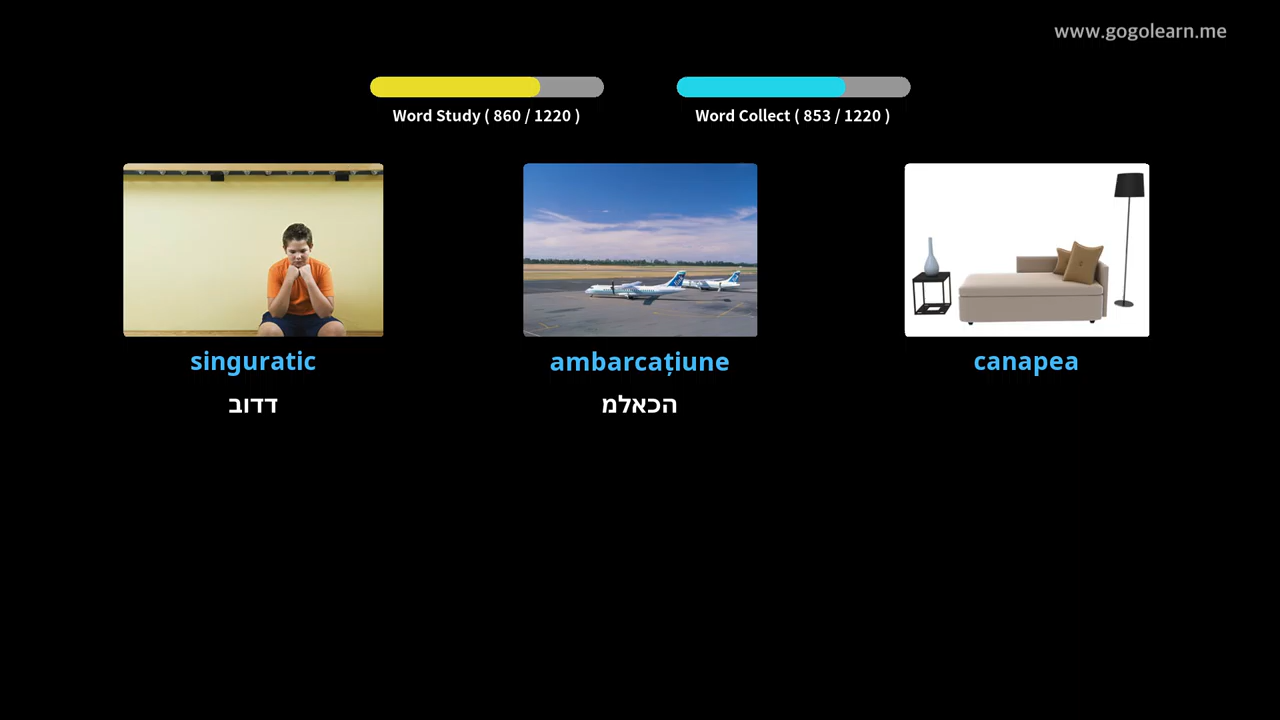 www.gogolearn.me
Word Study ( 860 / 1220 )
Word Collect ( 853 / 1220 )
singuratic
דדוב
ambarcațiune
הכאלמ
canapea